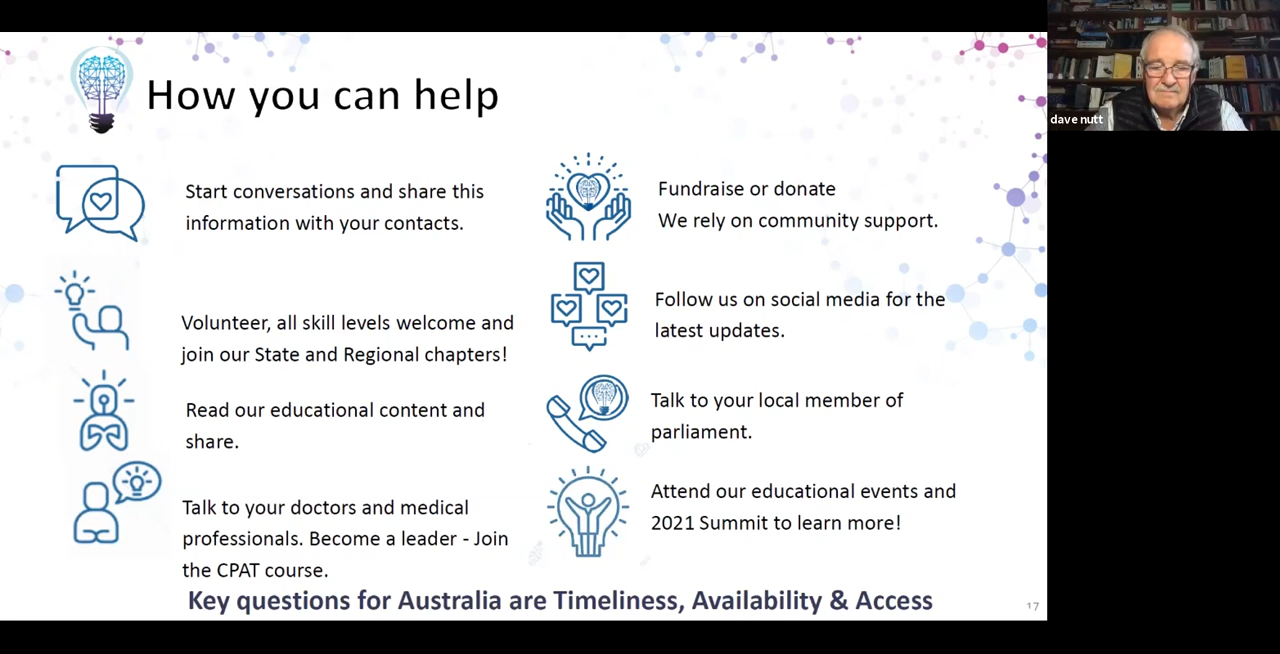 How you can help
Start conversations and share this
information with your contacts.
Volunteer, all skill levels welcome and
join our State and Regional chapters!
Read our educational content and
share.
Talk to your doctors and medical
professionals. Become a leader - Join
the CPAT course.
Fundraise or donate
We rely on community support.
Follow us on social media for the
latest updates.
Talk to your local member of
parliament.
Attend our educational events and
2021 Summit to learn more!
Key questions for Australia are Timeliness, Availability & Access
17
dave nutt